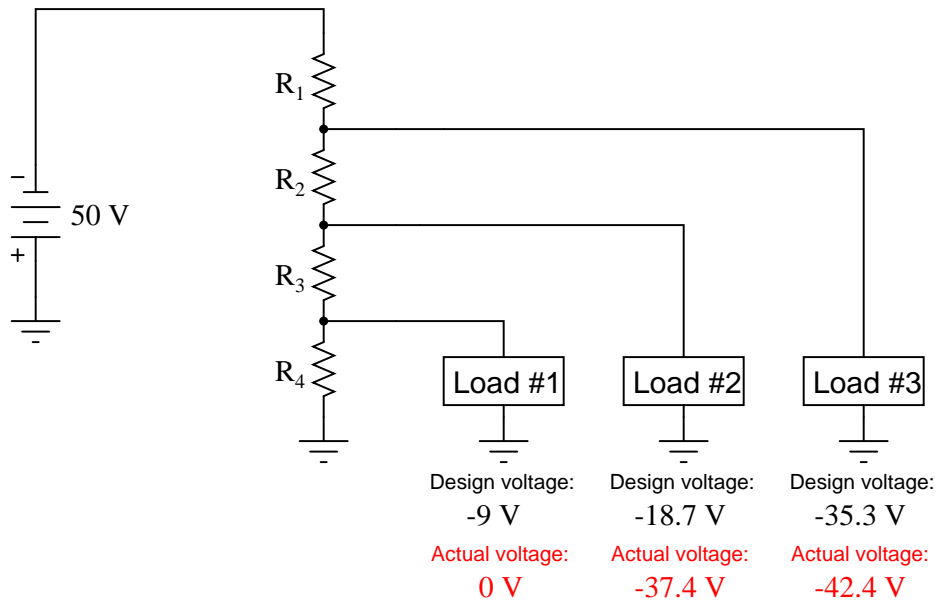 R1
R2
50 V
R3
R4
Load #1 Load #2 Load #3
Design voltage: Design voltage: Design voltage:
-9 V -18.7 V -35.3 V
Actual voltage: Actual voltage: Actual voltage:
0 V -37.4 V -42.4 V